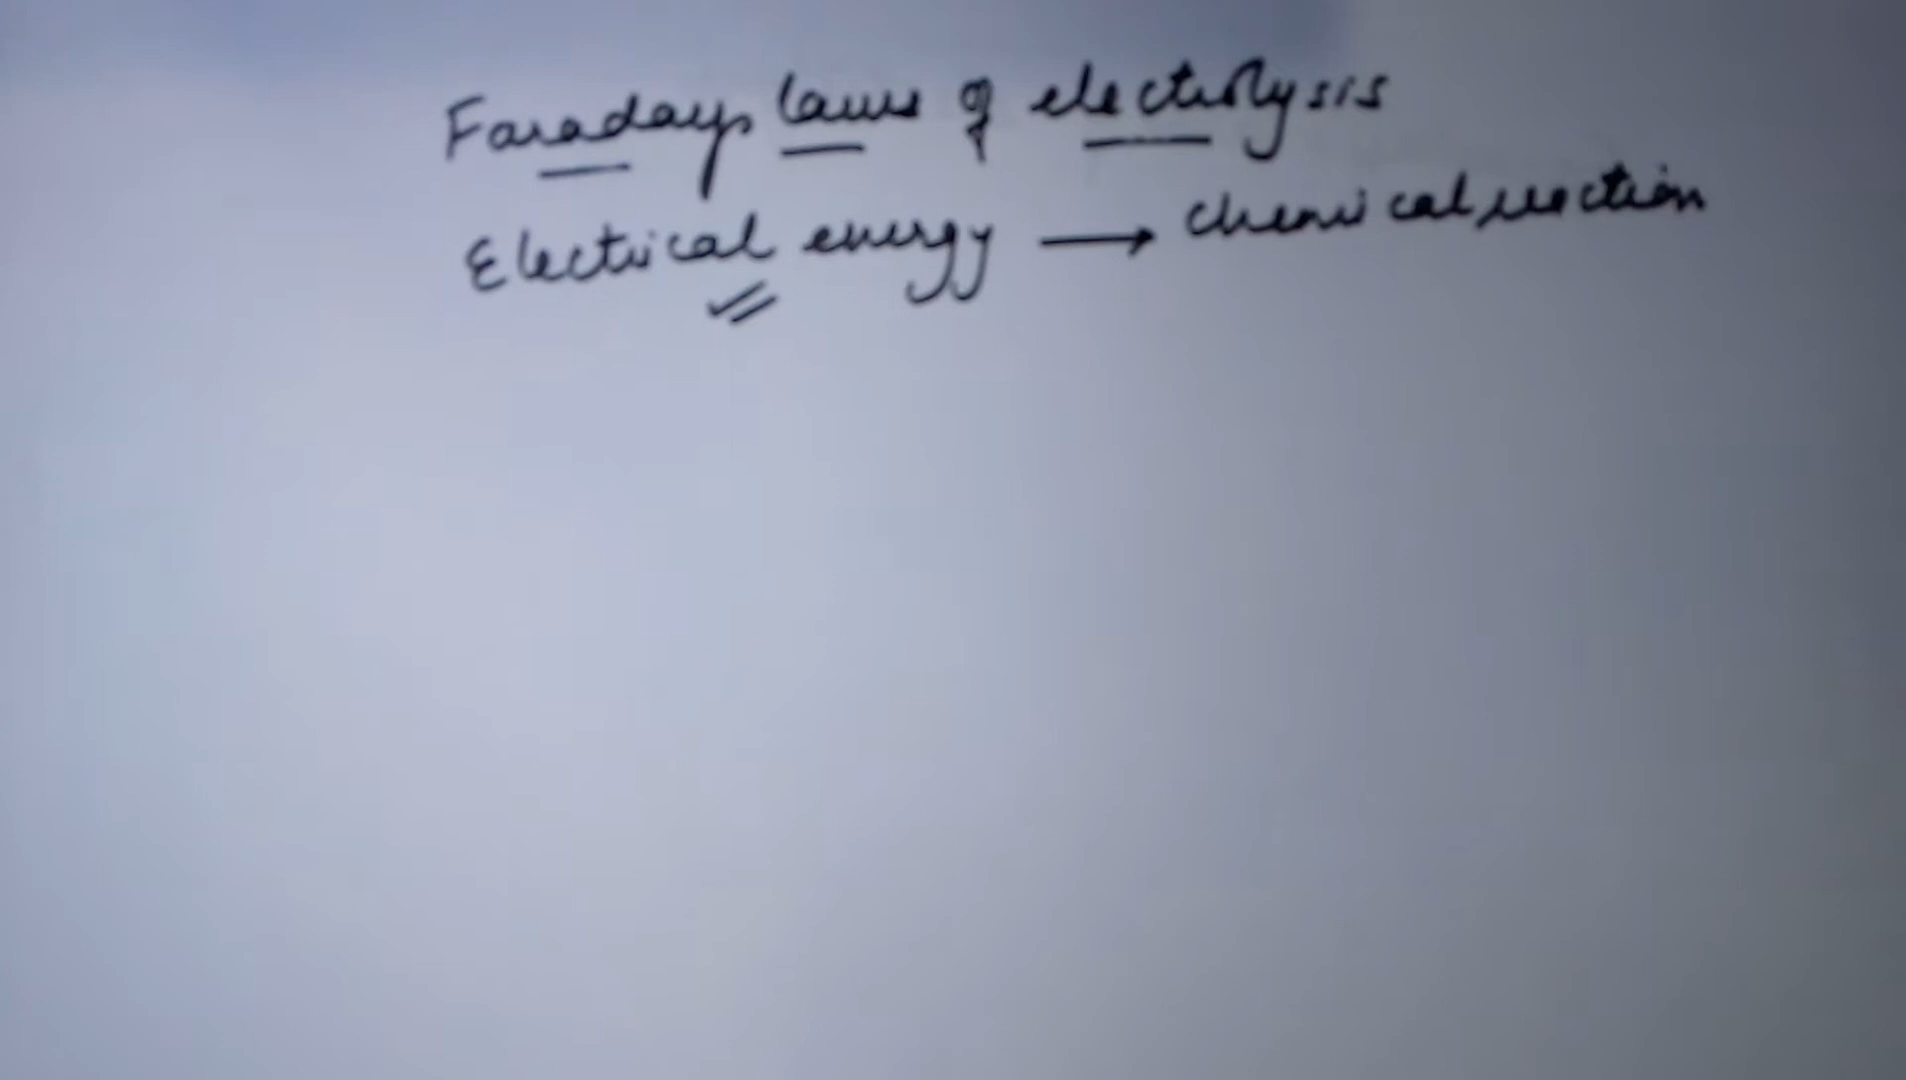 Faradays laws of electrolysis
Electrical energy → chemical reaction